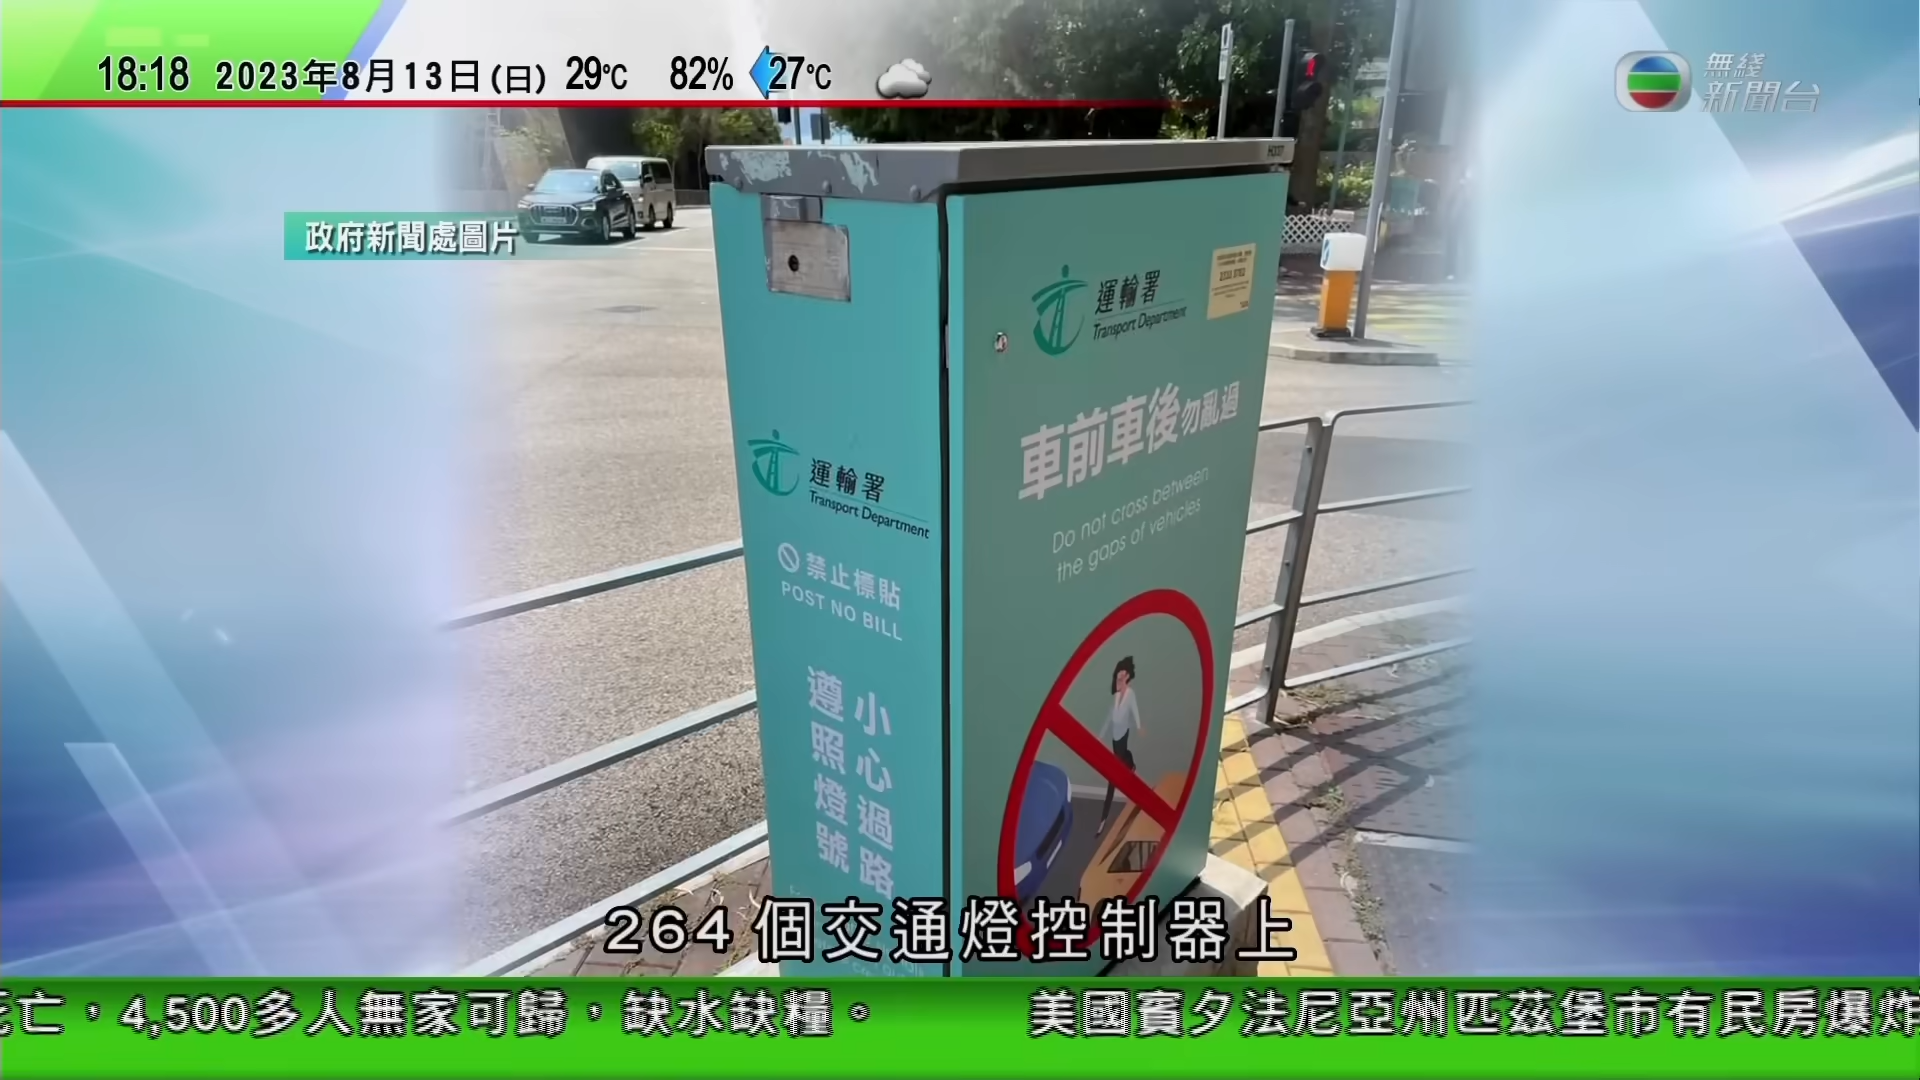 18:18 2023年8月13日(日) 29℃ 82% 27℃
無綫
新聞台
政府新聞處圖片
H337
運輸署
Transport Department
車前車後勿亂過
Do not cross between
the gaps of vehicles
運輸署
Transport Department
禁止標貼
POST NO BILL
小心過路
遵照燈號
264 個交通燈控制器上
死亡，4,500多人無家可歸，缺水缺糧。 美國賓夕法尼亞州匹茲堡市有民房爆炸